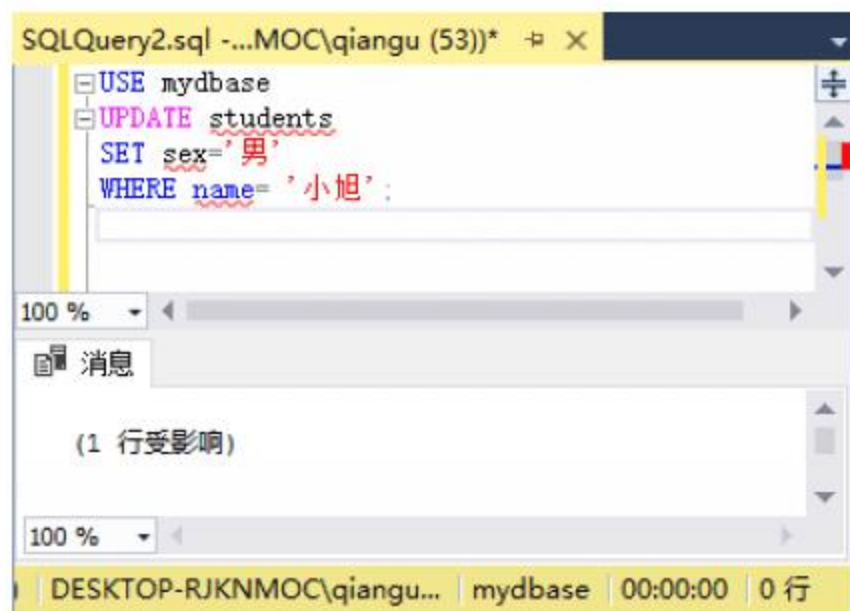 SQLQuery2.sql -...MOC\qiangu (53))*
USE mydbase
UPDATE students
SET sex='男'
WHERE name= '小旭';
100 %
消息
(1 行受影响)
100 %
DESKTOP-RJKNMOC\qiangu... mydbase 00:00:00 0 行